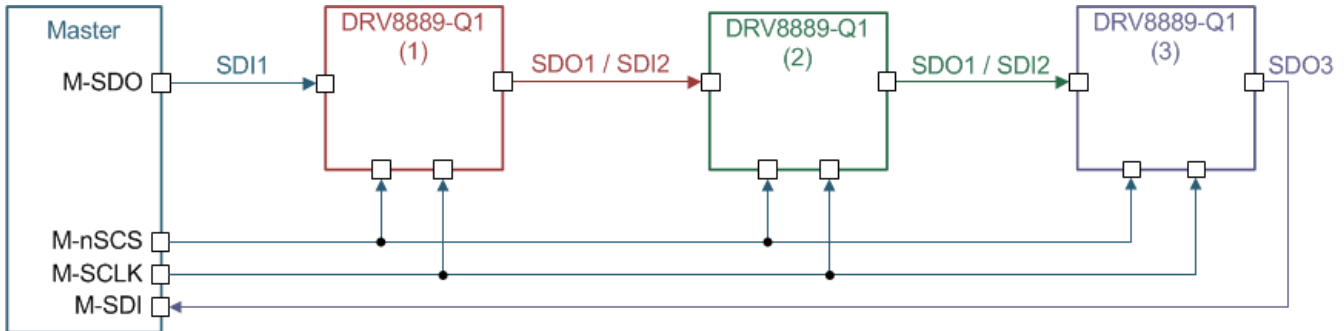 Master
M-SDO
SDI1
DRV8889-Q1
(1)
SDO1 / SDI2
DRV8889-Q1
(2)
SDO1 / SDI2
DRV8889-Q1
(3)
SDO3
M-nSCS
M-SCLK
M-SDI